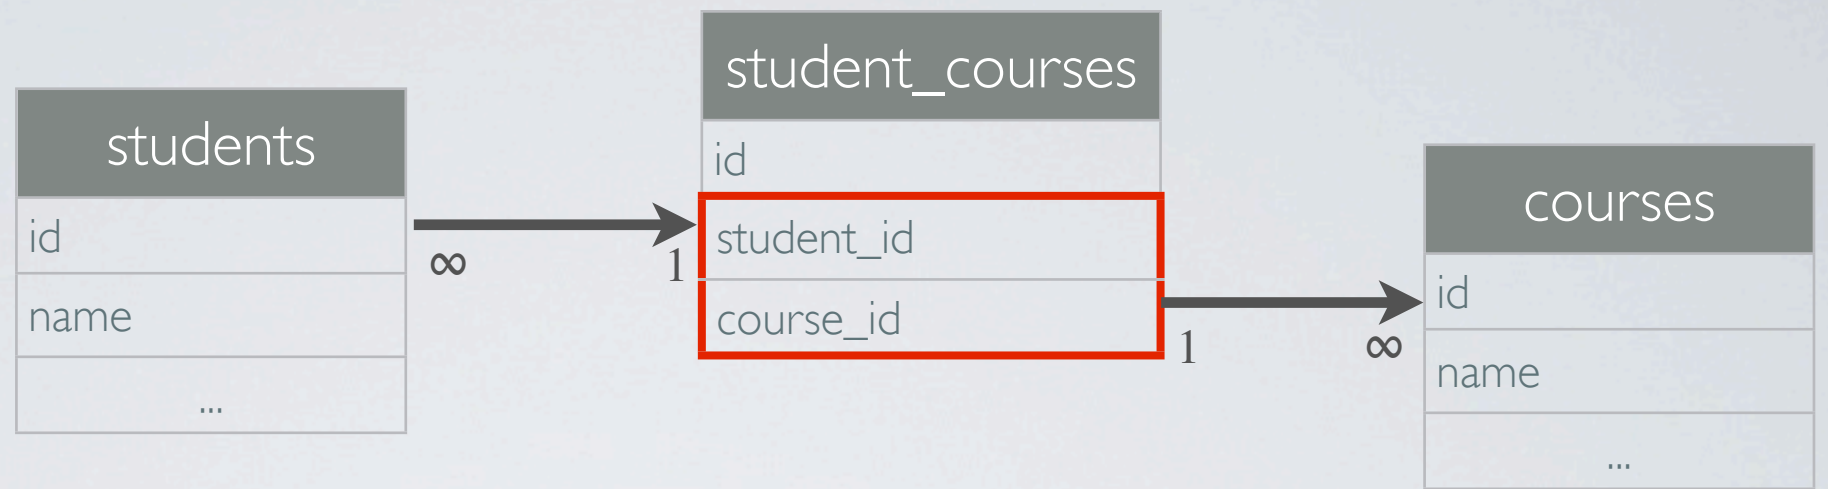 students
id
name
...
∞
1
student_courses
id
student_id
course_id
1
∞
courses
id
name
...